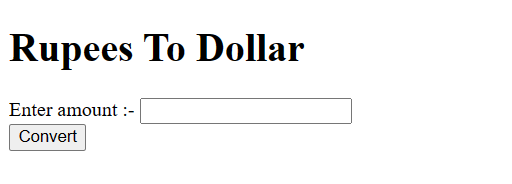 Rupees To Dollar
Enter amount :-
Convert